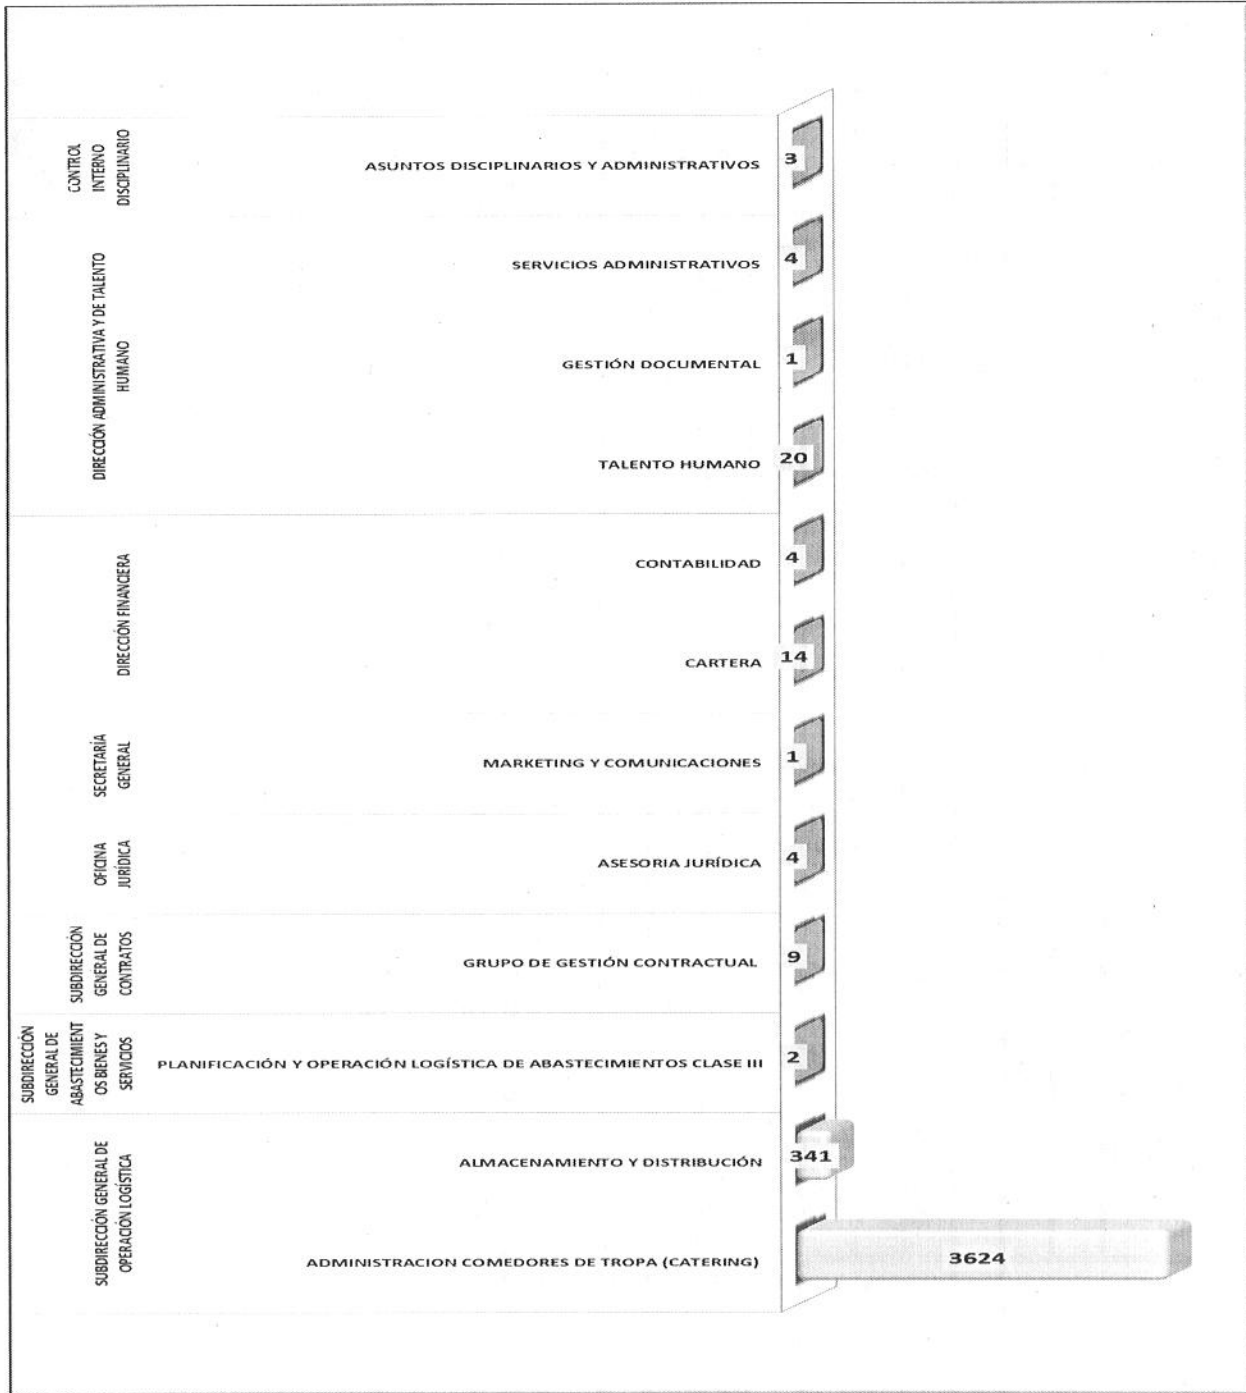 CONTROL
INTERNO
DISCIPLINARIO
ASUNTOS DISCIPLINARIOS Y ADMINISTRATIVOS
3
DIRECCIÓN ADMINISTRATIVA Y DE TALENTO
HUMANO
SERVICIOS ADMINISTRATIVOS
4
GESTIÓN DOCUMENTAL
1
TALENTO HUMANO
20
DIRECCIÓN FINANCIERA
CONTABILIDAD
4
CARTERA
14
SECRETARÍA
GENERAL
MARKETING Y COMUNICACIONES
1
OFICINA
JURÍDICA
ASESORIA JURÍDICA
4
SUBDIRECCIÓN
GENERAL DE
CONTRATOS
GRUPO DE GESTIÓN CONTRACTUAL
9
SUBDIRECCIÓN
GENERAL DE
ABASTECIMIENT
OS BIENES Y
SERVICIOS
PLANIFICACIÓN Y OPERACIÓN LOGÍSTICA DE ABASTECIMIENTOS CLASE III
2
SUBDIRECCIÓN GENERAL DE
OPERACIÓN LOGÍSTICA
ALMACENAMIENTO Y DISTRIBUCIÓN
341
ADMINISTRACION COMEDORES DE TROPA (CATERING)
3624